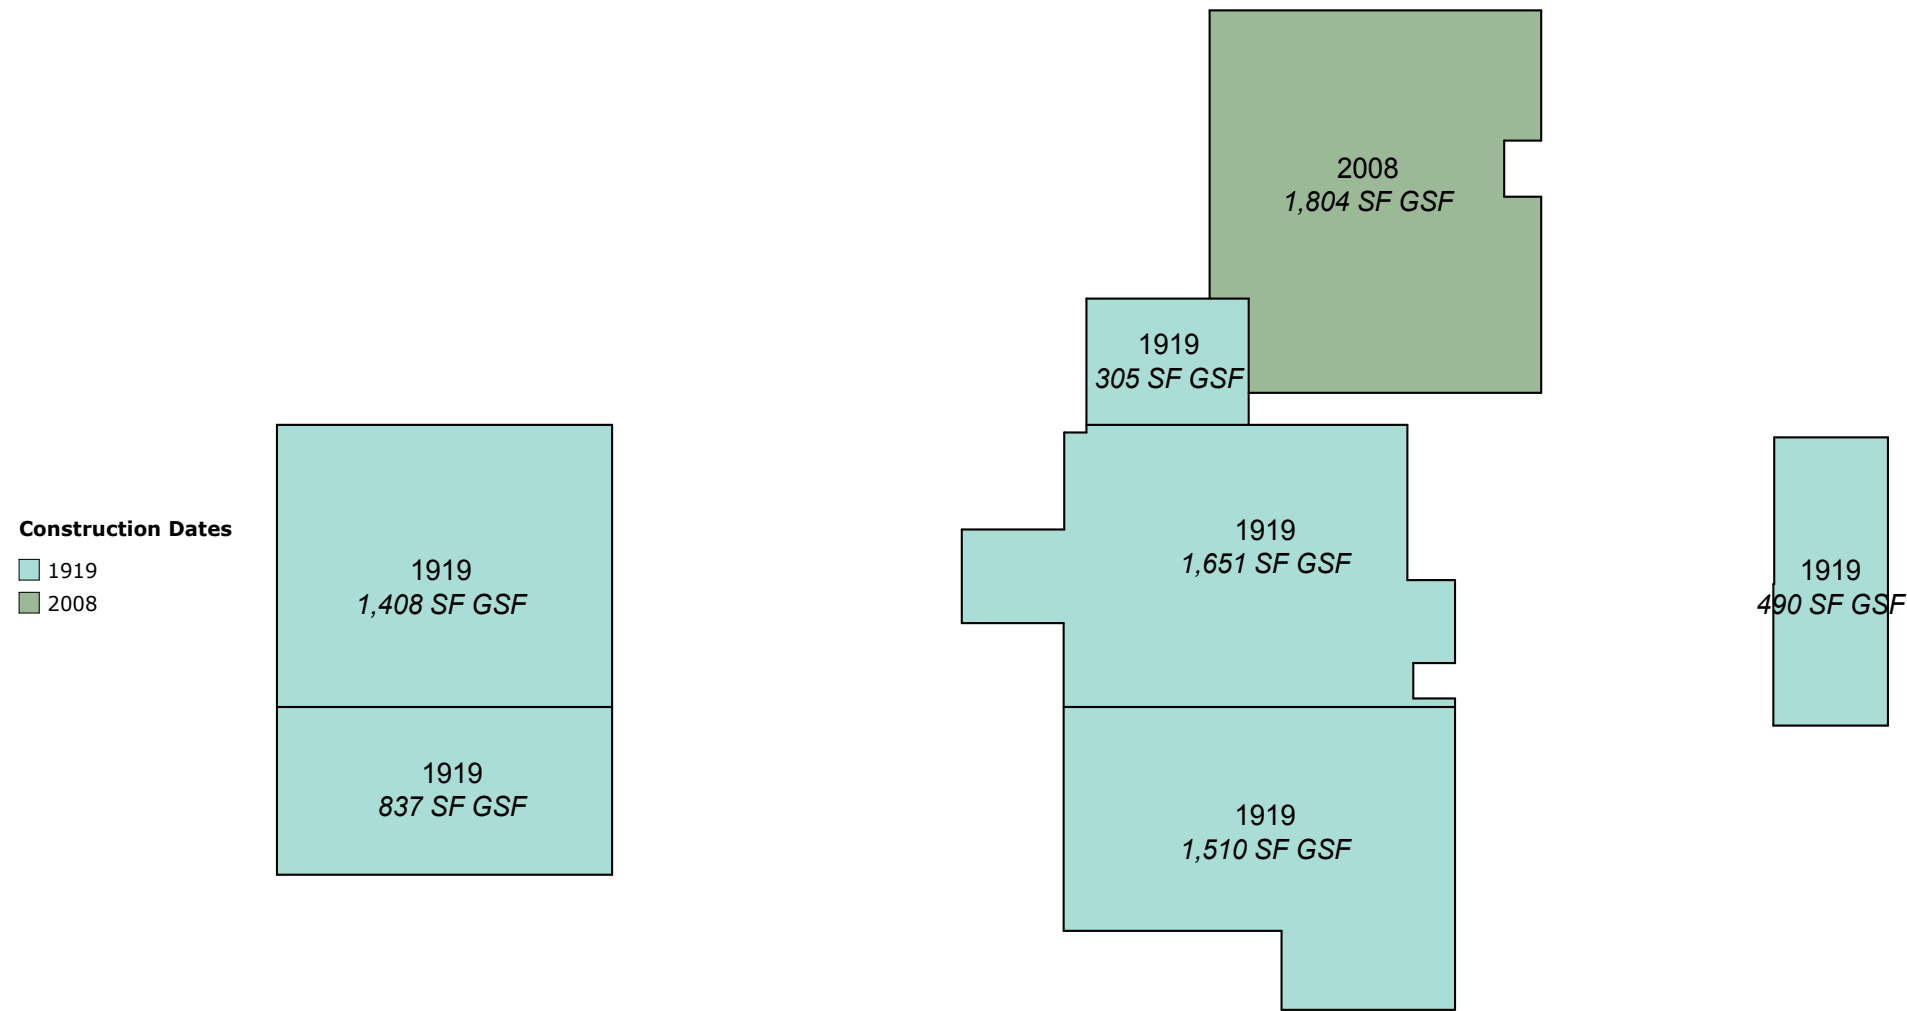 Construction Dates
1919
2008
1919
1,408 SF GSF
1919
837 SF GSF
2008
1,804 SF GSF
1919
305 SF GSF
1919
1,651 SF GSF
1919
1,510 SF GSF
1919
490 SF GSF